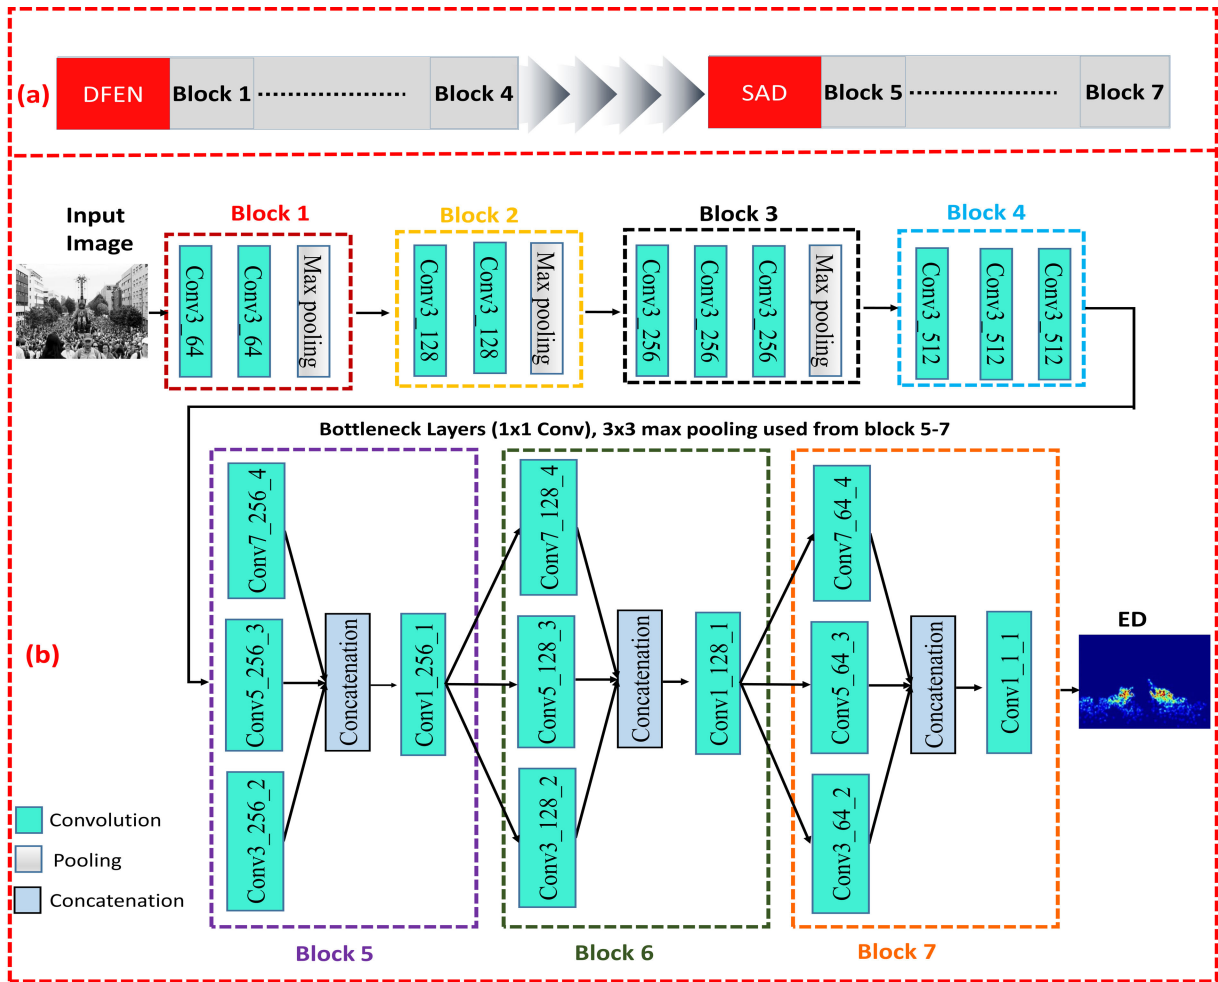 (a)
DFEN
Block 1
Block 4
SAD
Block 5
Block 7
Input
Image
Block 1
Conv3_64
Conv3_64
Max pooling
Block 2
Conv3_128
Conv3_128
Max pooling
Block 3
Conv3_256
Conv3_256
Conv3_256
Max pooling
Block 4
Conv3_512
Conv3_512
Conv3_512
Bottleneck Layers (1x1 Conv), 3x3 max pooling used from block 5-7
(b)
Conv7_256_4
Conv5_256_3
Conv3_256_2
Concatenation
Conv1_256_1
Block 5
Conv7_128_4
Conv5_128_3
Conv3_128_2
Concatenation
Conv1_128_1
Block 6
Conv7_64_4
Conv5_64_3
Conv3_64_2
Concatenation
Conv1_1_1
Block 7
ED
Convolution
Pooling
Concatenation